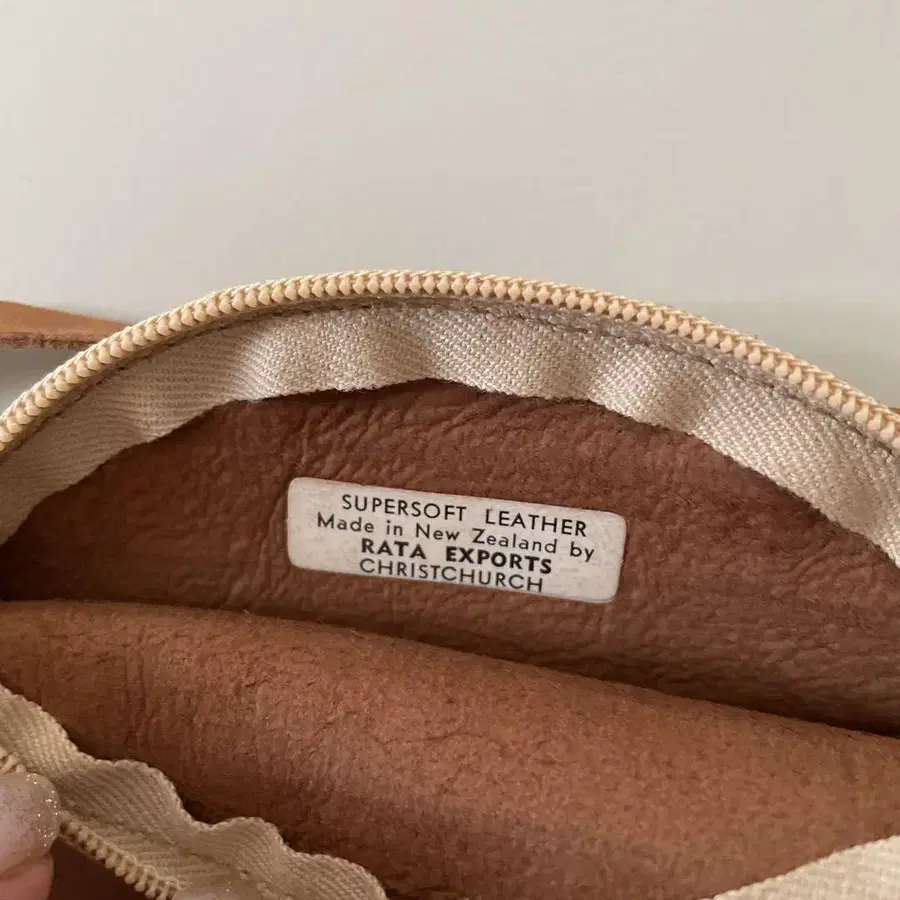 SUPERSOFT LEATHER
Made in New Zealand by
RATA EXPORTS
CHRISTCHURCH